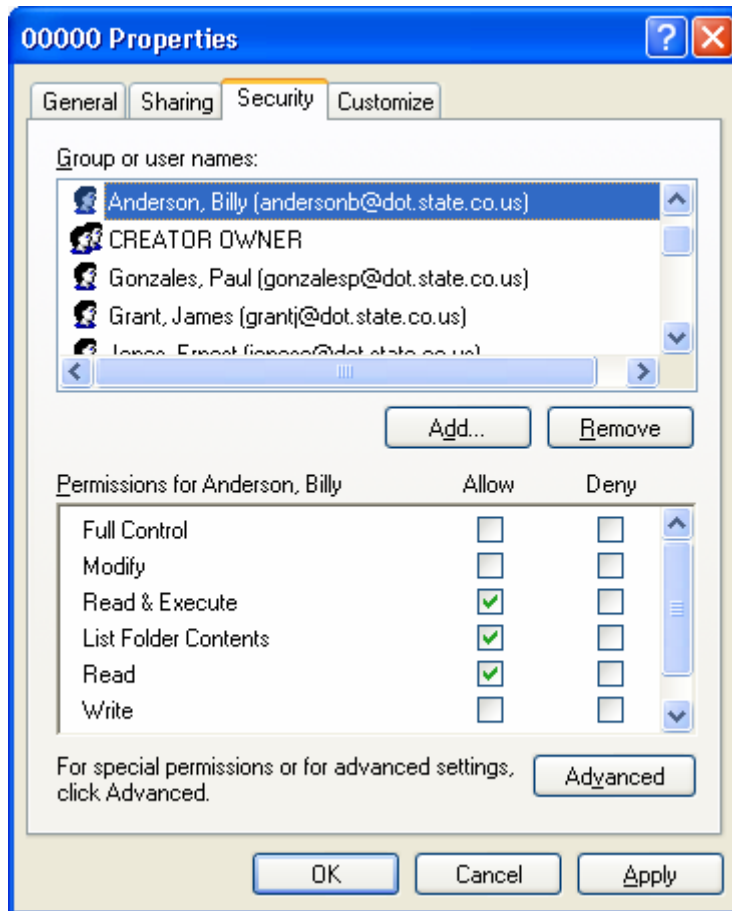 00000 Properties
General Sharing Security Customize
Group or user names:
Anderson, Billy (andersonb@dot.state.co.us)
CREATOR OWNER
Gonzales, Paul (gonzalesp@dot.state.co.us)
Grant, James (grantj@dot.state.co.us)
Add... Remove
Permissions for Anderson, Billy Allow Deny
Full Control
Modify
Read & Execute
List Folder Contents
Read
Write
For special permissions or for advanced settings, Advanced
click Advanced.
OK Cancel Apply